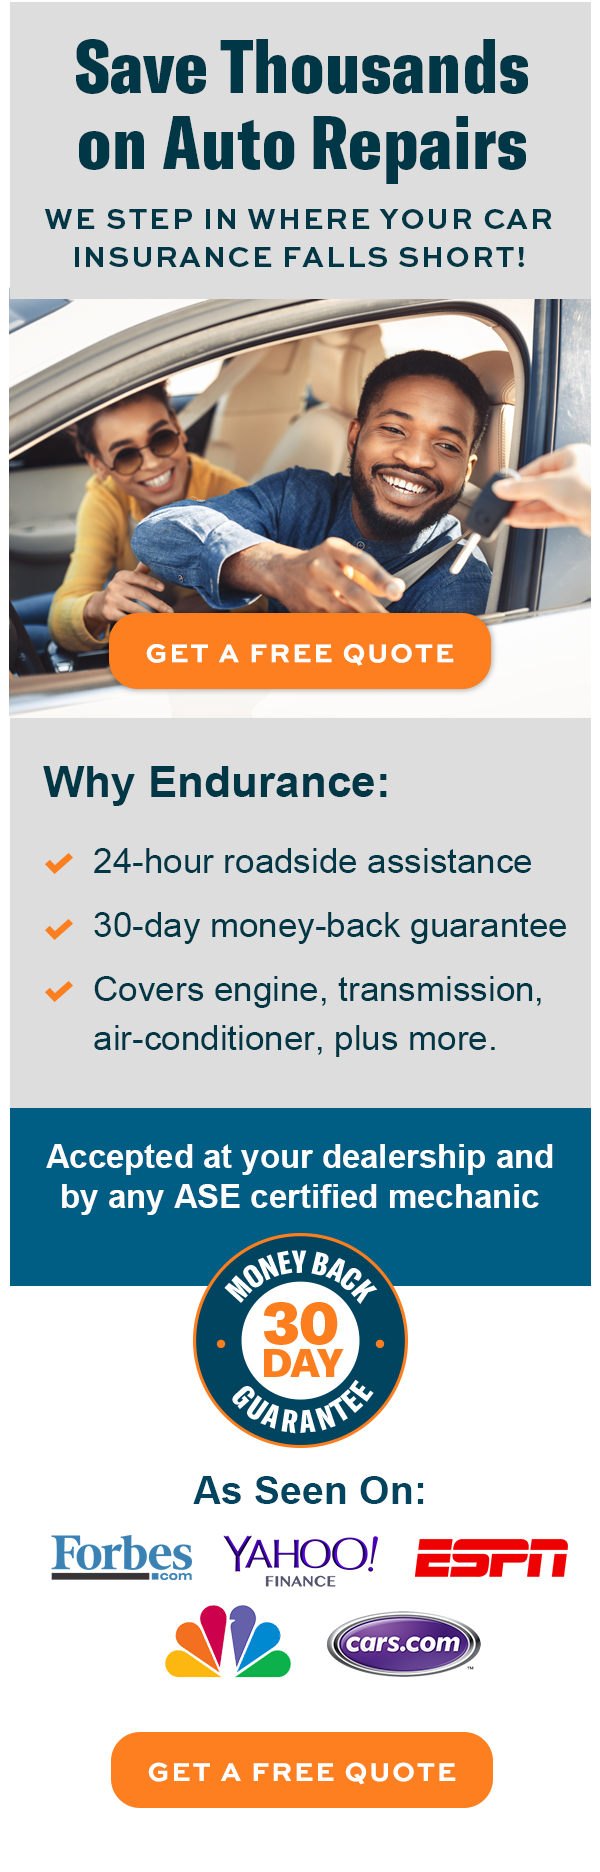 Save Thousands
on Auto Repairs
WE STEP IN WHERE YOUR CAR
INSURANCE FALLS SHORT!
GET A FREE QUOTE
Why Endurance:
24-hour roadside assistance
30-day money-back guarantee
Covers engine, transmission,
air-conditioner, plus more.
Accepted at your dealership and
by any ASE certified mechanic
MONEY BACK
30
DAY
GUARANTEE
As Seen On:
Forbes
.com
YAHOO!
FINANCE
ESPN
cars.com
™
GET A FREE QUOTE